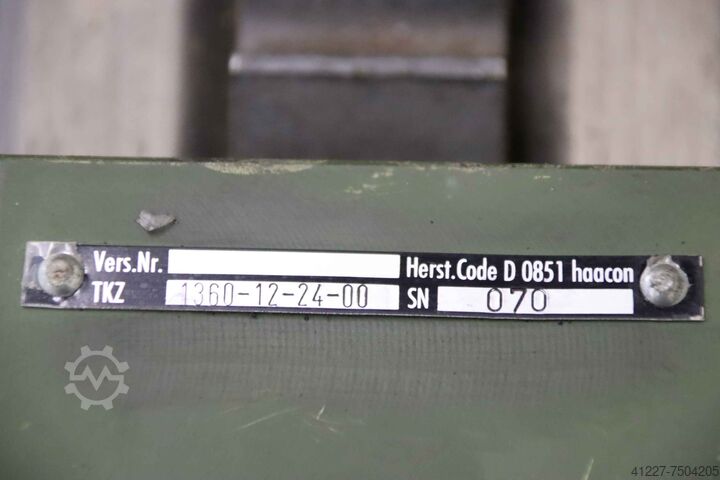 Vers.Nr. Herst.Code D 0851 haacon
TKZ 1360-12-24-00 SN 070
41227-7504205